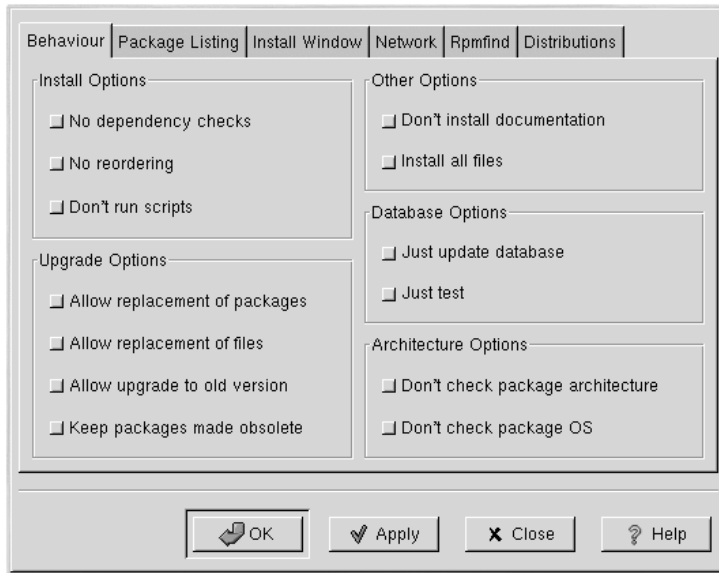 Behaviour Package Listing Install Window Network Rpmfind Distributions
Install Options
No dependency checks
No reordering
Don't run scripts
Upgrade Options
Allow replacement of packages
Allow replacement of files
Allow upgrade to old version
Keep packages made obsolete
Other Options
Don't install documentation
Install all files
Database Options
Just update database
Just test
Architecture Options
Don't check package architecture
Don't check package OS
OK Apply Close Help